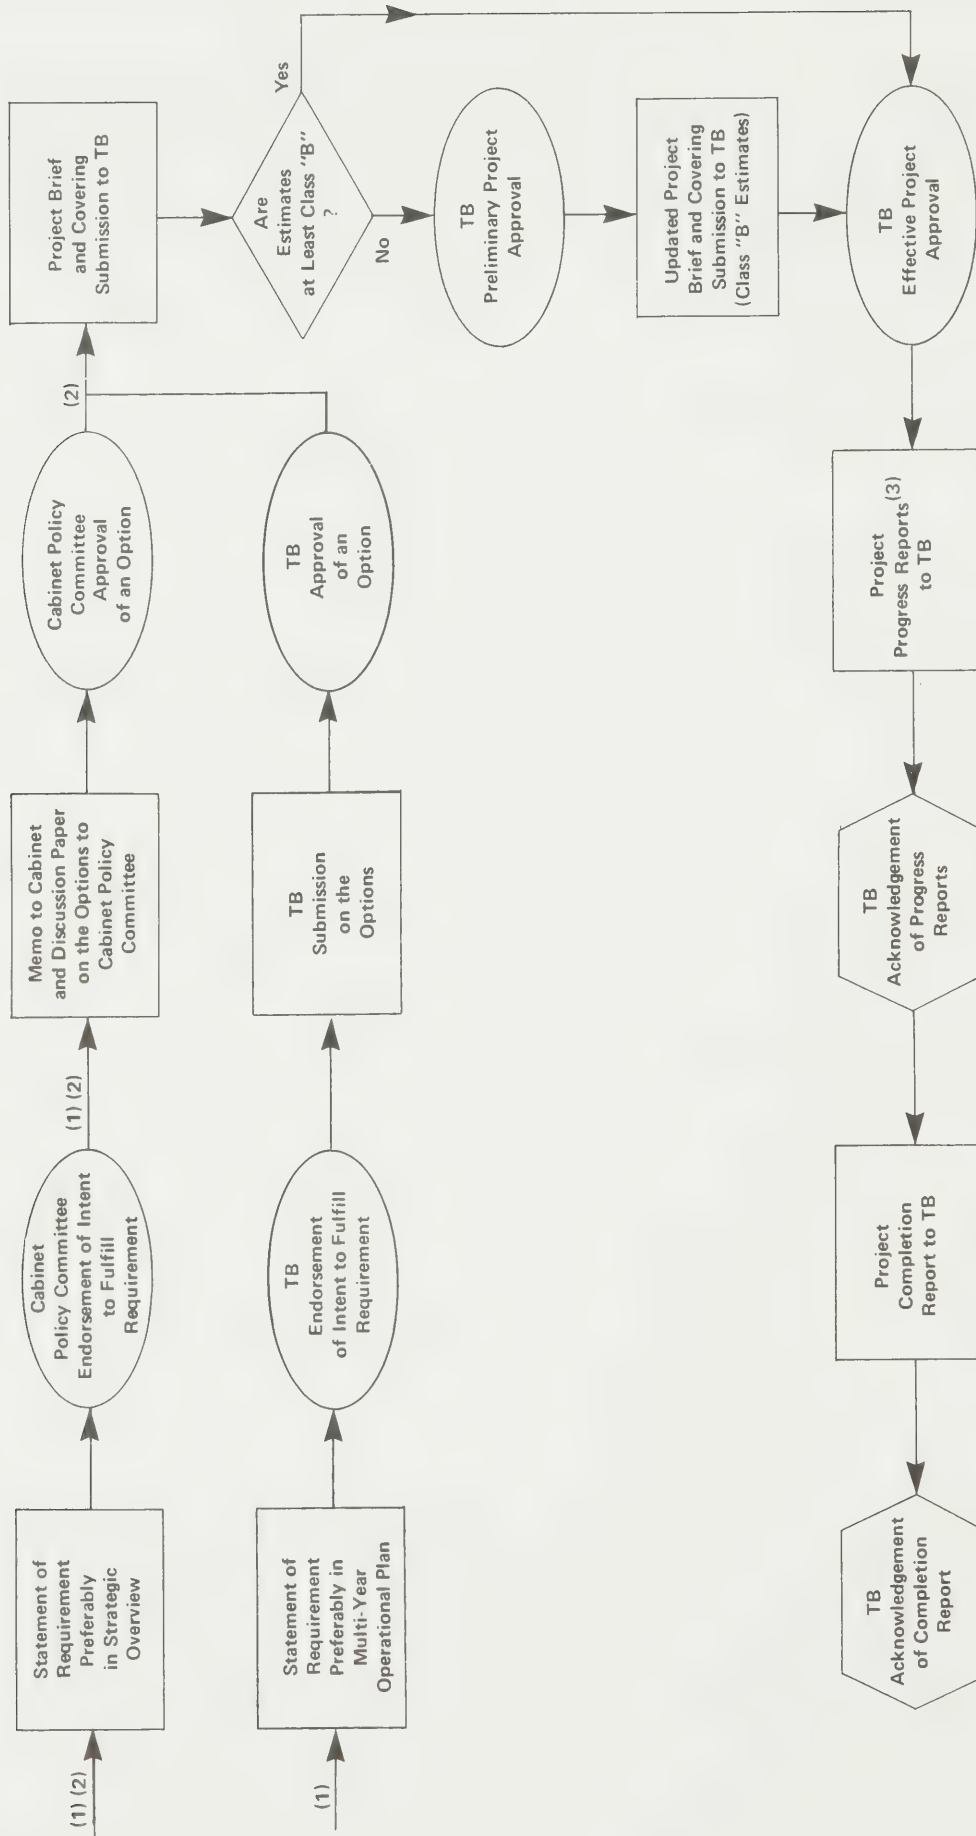 (1) (2)
Statement of
Requirement
Preferably
in Strategic
Overview
Cabinet
Policy Committee
Endorsement of Intent
to Fulfill
Requirement
(1) (2)
Memo to Cabinet
and Discussion Paper
on the Options to
Cabinet Policy
Committee
Cabinet Policy
Committee
Approval
of an Option
(2)
Project Brief
and Covering
Submission to TB
(1)
Statement of
Requirement
Preferably in
Multi-Year
Operational Plan
TB
Endorsement
of Intent to Fulfill
Requirement
TB
Submission
on the
Options
TB
Approval
of an
Option
Are
Estimates
at Least Class "B"
?
Yes
No
TB
Preliminary Project
Approval
Updated Project
Brief and Covering
Submission to TB
(Class "B" Estimates)
TB
Effective Project
Approval
Project
Progress Reports(3)
to TB
TB
Acknowledgement
of Progress
Reports
Project
Completion
Report to TB
TB
Acknowledgement
of Completion
Report